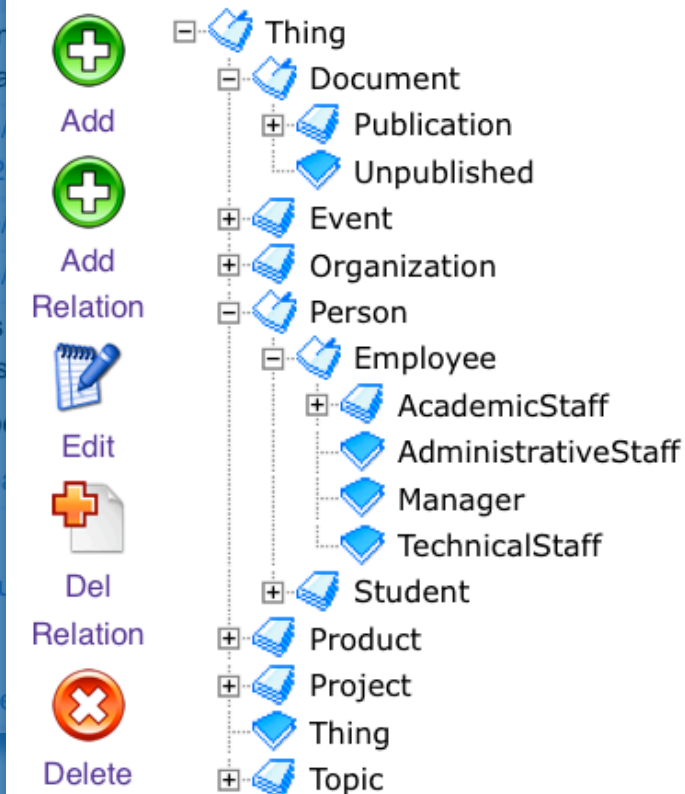 Add
Add
Relation
Edit
Del
Relation
Delete
Thing
Document
Publication
Unpublished
Event
Organization
Person
Employee
AcademicStaff
AdministrativeStaff
Manager
TechnicalStaff
Student
Product
Project
Thing
Topic